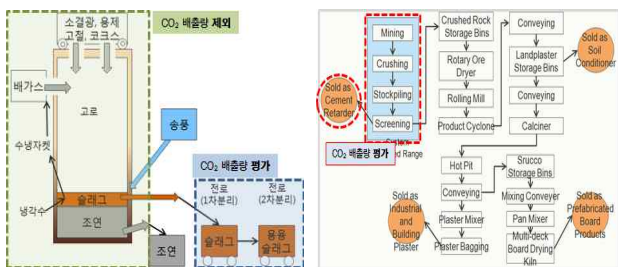 CO₂ 배출량 제외
소결광, 용제
고철, 코크스
배가스
고로
수냉자켓
송풍
CO₂ 배출량 평가
전로
(1차분리)
전로
(2차분리)
냉각수
슬래그
조연
조연
슬래그
용융
슬래그
Mining
Crushing
Stockpiling
Screening
Sold as
Cement
Retarder
CO₂ 배출량 평가
ed Range
Crushed Rock
Storage Bins
Rotary Ore
Dryer
Rolling Mill
Product Cyclone
Conveying
Landplaster
Storage Bins
Conveying
Calciner
Sold as
Soil
Conditioner
Hot Pit
Conveying
Plaster Mixer
Plaster Bagging
Sold as
Industrial
and
Building
Plaster
Srucco
Storage Bins
Mixing Conveyer
Pan Mixer
Multi-deck
Board Drying
Kiln
Sold as
Prefabricated
Board
Products